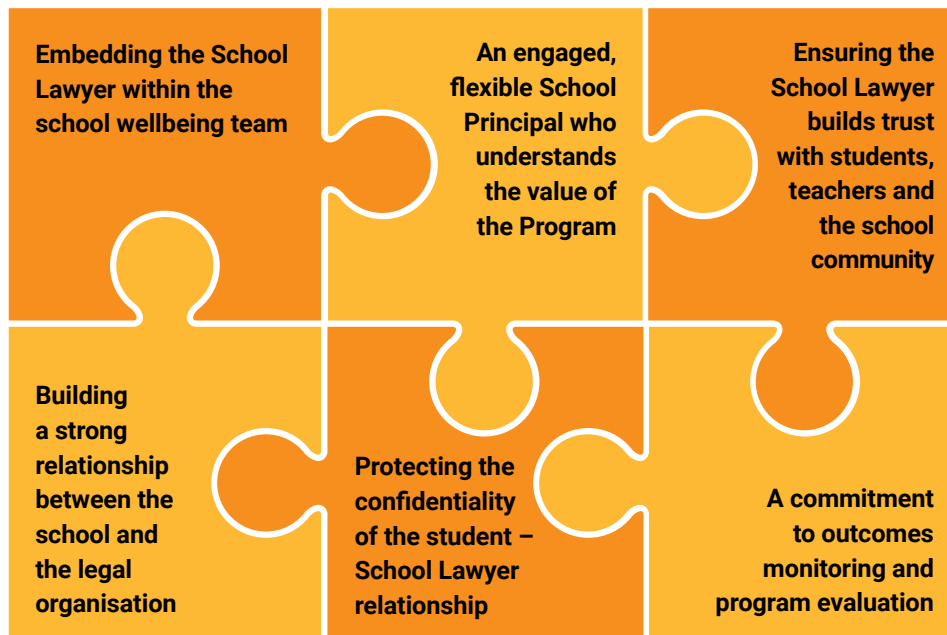 Embedding the School
Lawyer within the
school wellbeing team
An engaged,
flexible School
Principal who
understands
the value of
the Program
Ensuring the
School Lawyer
builds trust
with students,
teachers and
the school
community
Building
a strong
relationship
between the
school and
the legal
organisation
Protecting the
confidentiality
of the student –
School Lawyer
relationship
A commitment
to outcomes
monitoring and
program evaluation